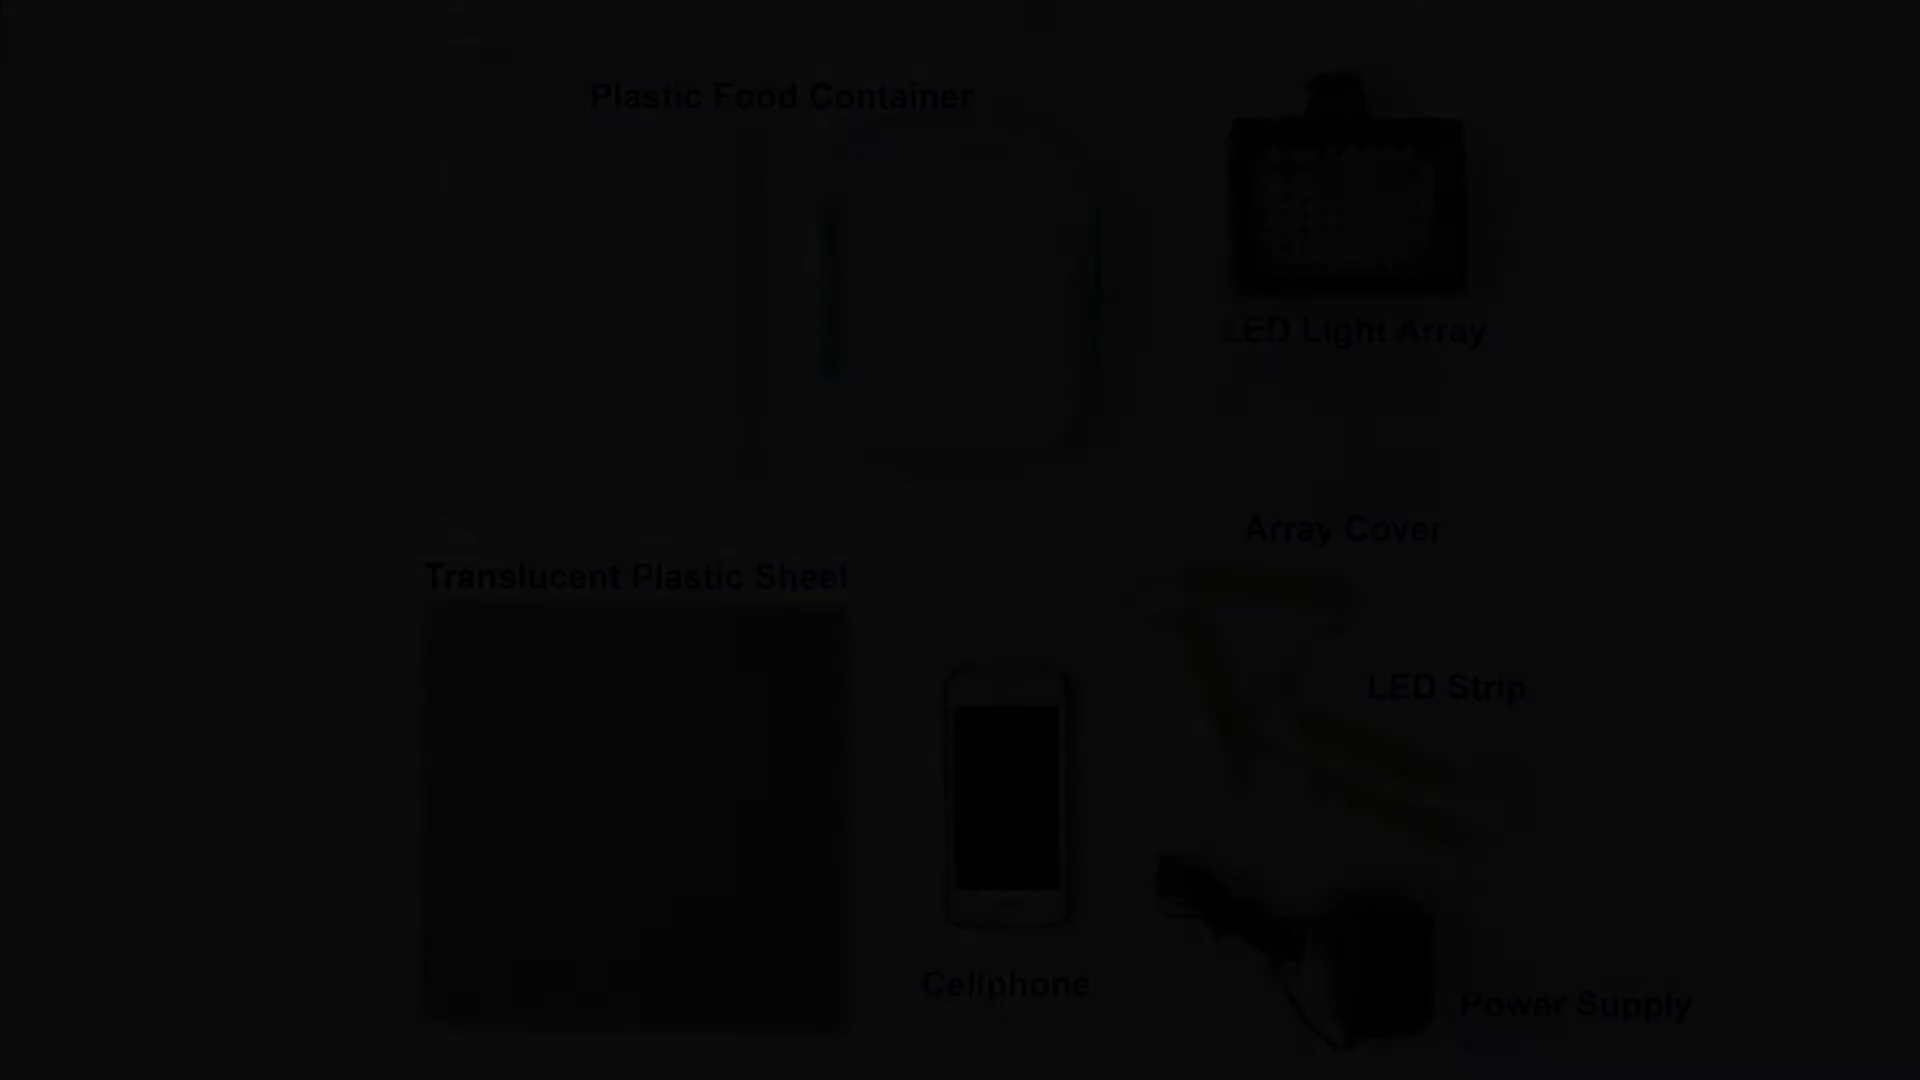 Plastic Food Container
LED Light Array
Array Cover
Translucent Plastic Sheet
LED Strip
Cellphone
Power Supply